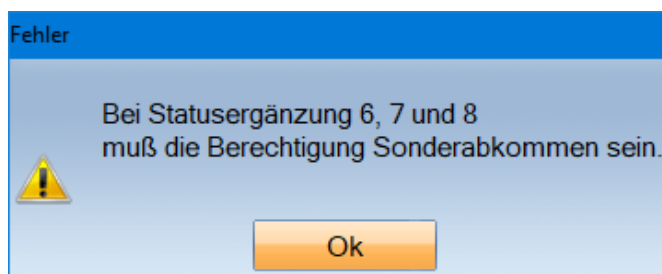 Fehler
Bei Statusergänzung 6, 7 und 8
muß die Berechtigung Sonderabkommen sein.
Ok